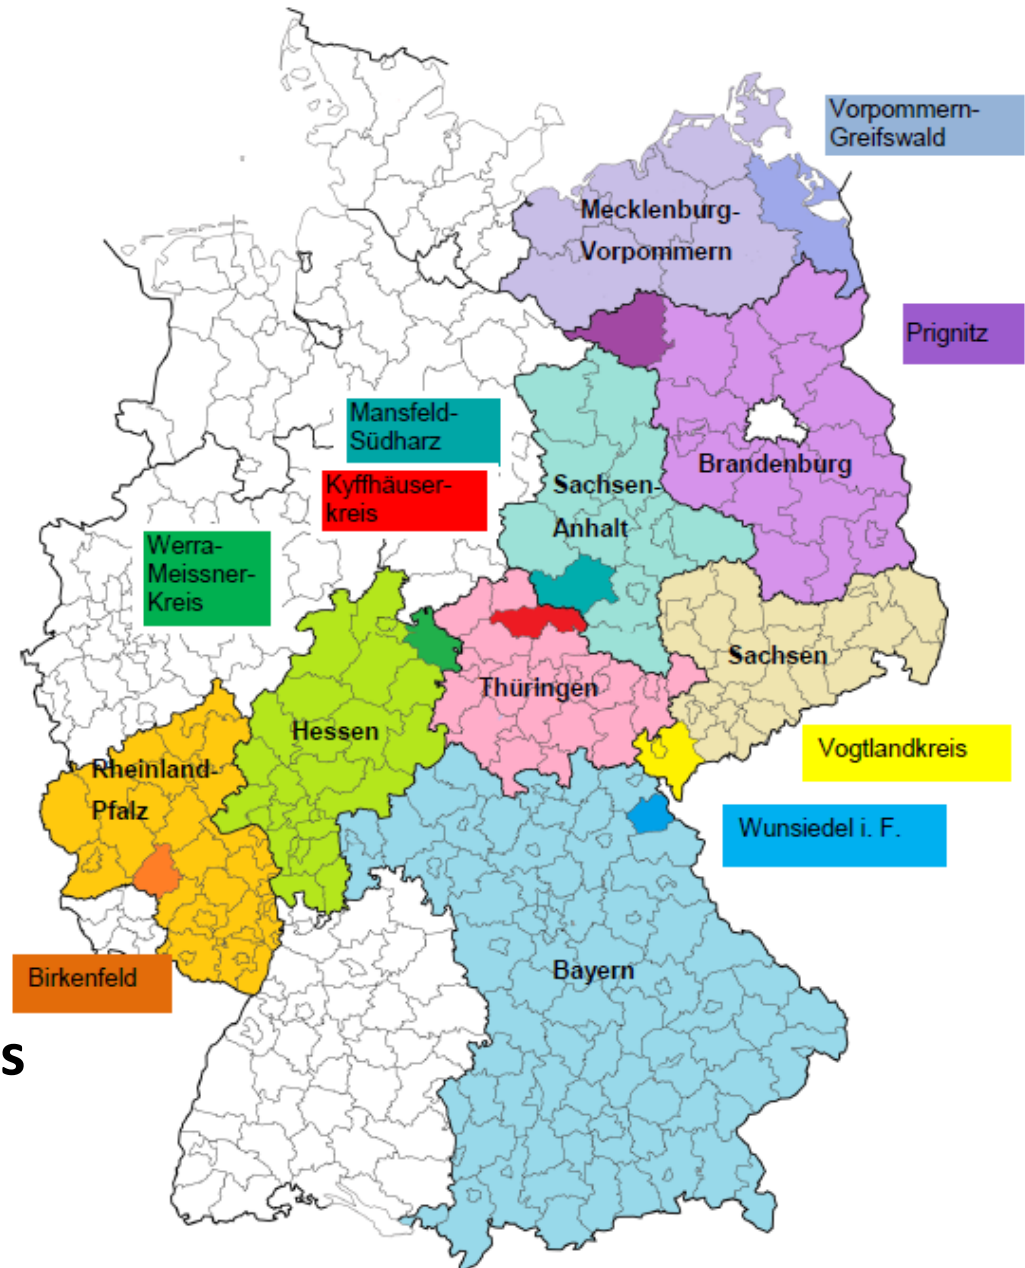 Vorpommern-
Greifswald
Mecklenburg-
Vorpommern
Prignitz
Mansfeld-
Südharz
Brandenburg
Kyffhäuser-
kreis
Sachsen-
Anhalt
Werra-
Meissner-
Kreis
Sachsen
Thüringen
Hessen
Vogtlandkreis
Rheinland-
Pfalz
Wunsiedel i. F.
Bayern
Birkenfeld
s